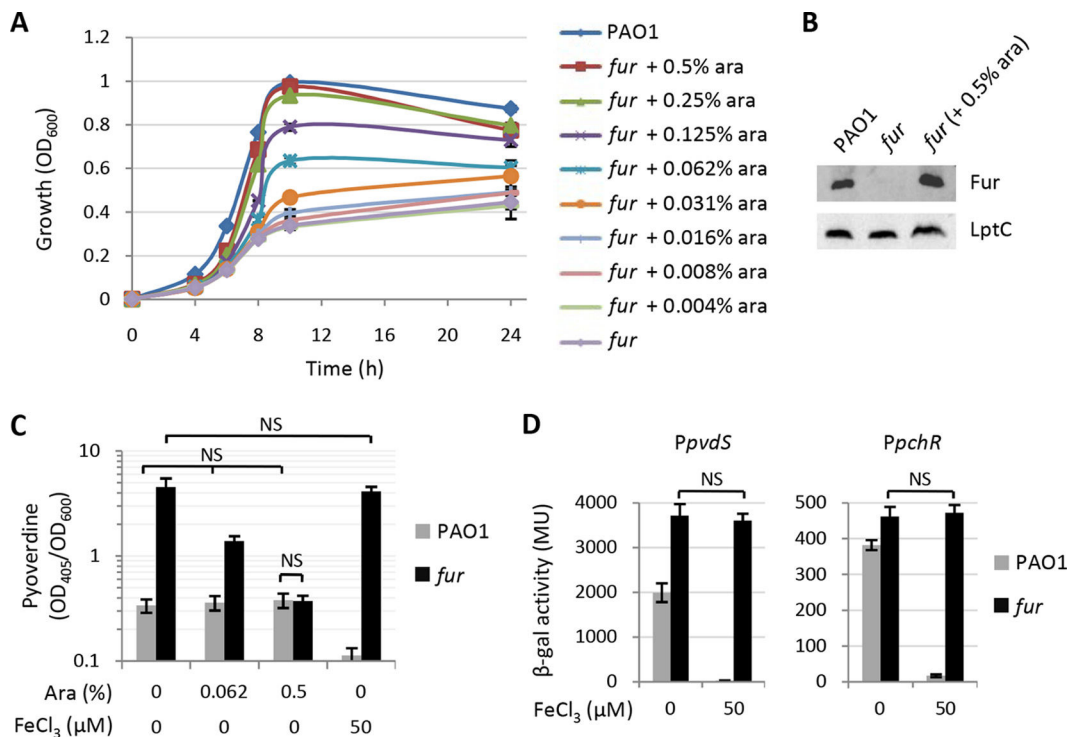 A
Growth (OD600)
1.2
1
0.8
0.6
0.4
0.2
0
0 4 6 8 10 12 16 20 24
Time (h)
PAO1
fur + 0.5% ara
fur + 0.25% ara
fur + 0.125% ara
fur + 0.062% ara
fur + 0.031% ara
fur + 0.016% ara
fur + 0.008% ara
fur + 0.004% ara
fur
B
PAO1
fur
fur (+ 0.5% ara)
Fur
LptC
C
NS
NS
NS
Pyoverdine
(OD405/OD600)
10
1
0.1
PAO1
fur
Ara (%) 0 0.062 0.5 0
FeCl3 (µM) 0 0 0 50
D
PpvdS
NS
β-gal activity (MU)
4000
3000
2000
1000
0
FeCl3 (µM) 0 50
PpchR
NS
500
400
300
200
100
0
0 50
PAO1
fur